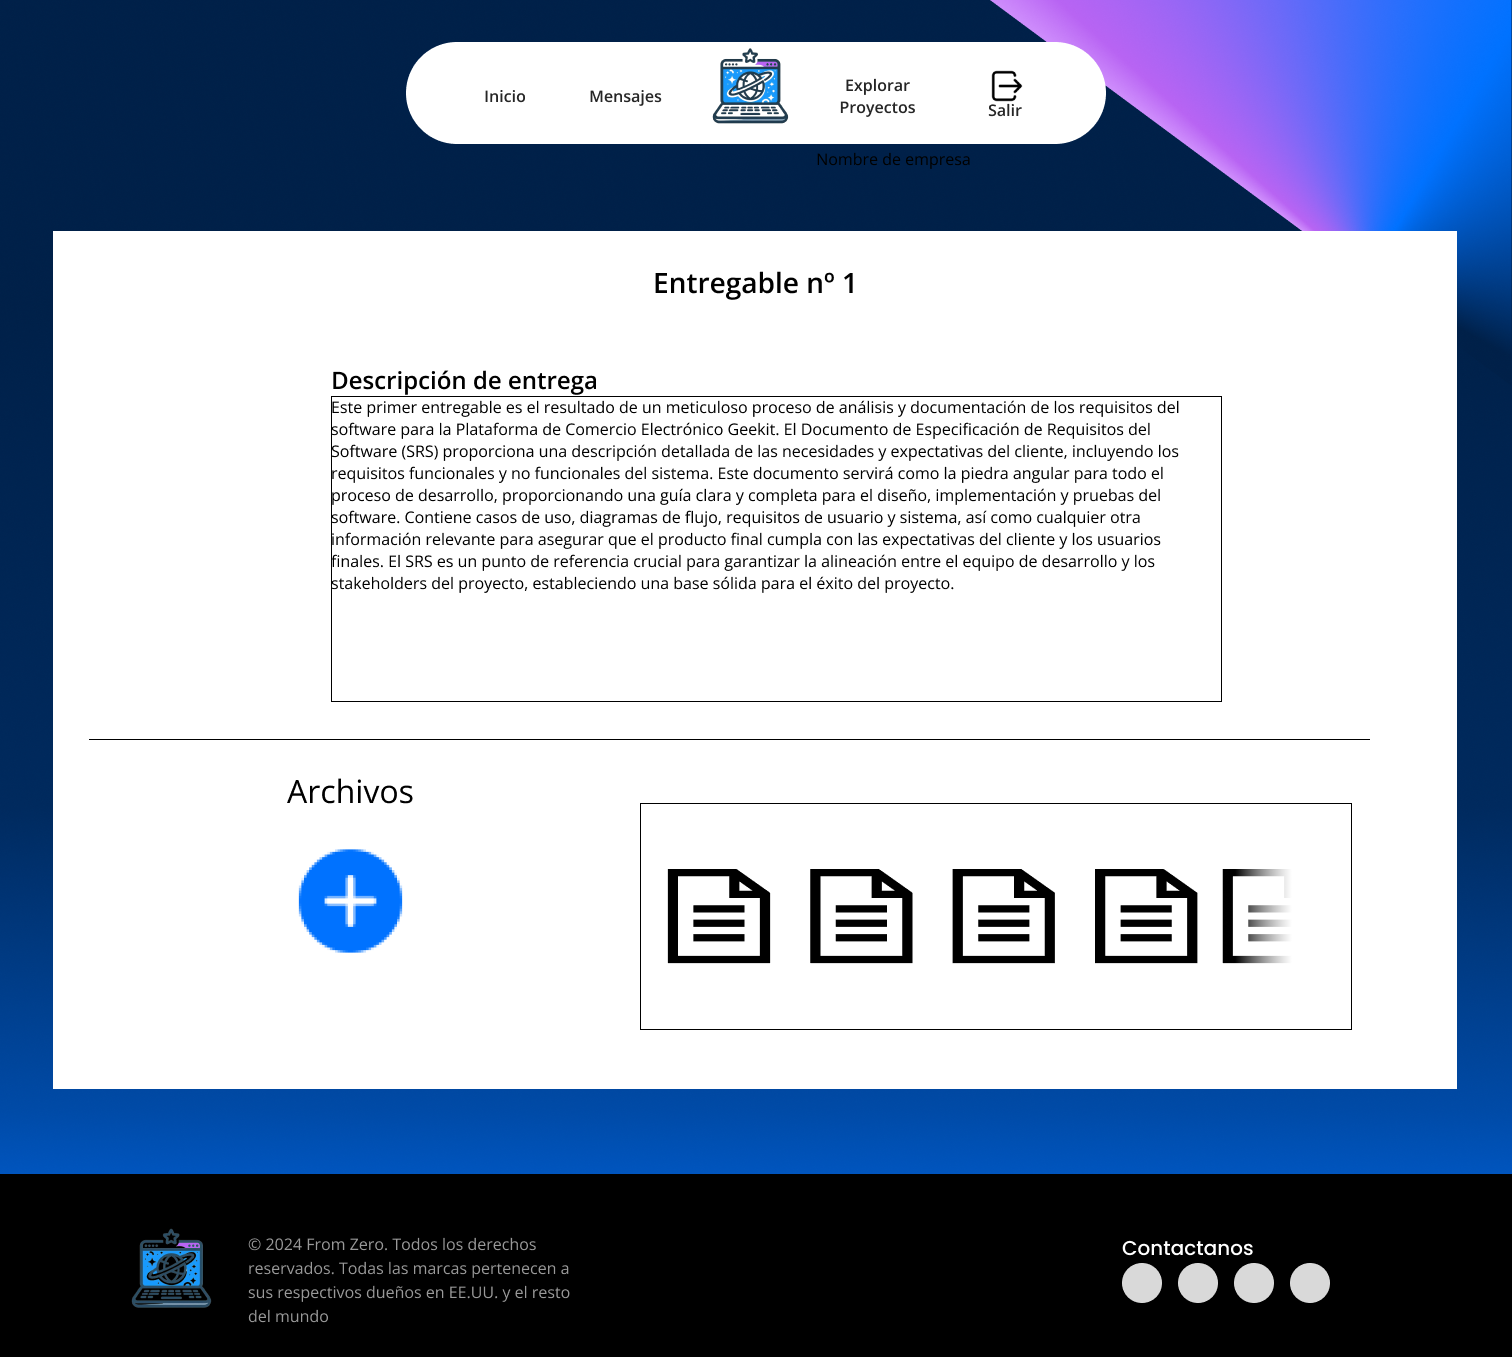 Inicio
Mensajes
Explorar
Proyectos
Salir
Nombre de empresa
Entregable nº 1
Descripción de entrega
Este primer entregable es el resultado de un meticuloso proceso de análisis y documentación de los requisitos del
software para la Plataforma de Comercio Electrónico Geekit. El Documento de Especificación de Requisitos del
Software (SRS) proporciona una descripción detallada de las necesidades y expectativas del cliente, incluyendo los
requisitos funcionales y no funcionales del sistema. Este documento servirá como la piedra angular para todo el
proceso de desarrollo, proporcionando una guía clara y completa para el diseño, implementación y pruebas del
software. Contiene casos de uso, diagramas de flujo, requisitos de usuario y sistema, así como cualquier otra
información relevante para asegurar que el producto final cumpla con las expectativas del cliente y los usuarios
finales. El SRS es un punto de referencia crucial para garantizar la alineación entre el equipo de desarrollo y los
stakeholders del proyecto, estableciendo una base sólida para el éxito del proyecto.
Archivos
© 2024 From Zero. Todos los derechos
reservados. Todas las marcas pertenecen a
sus respectivos dueños en EE.UU. y el resto
del mundo
Contactanos